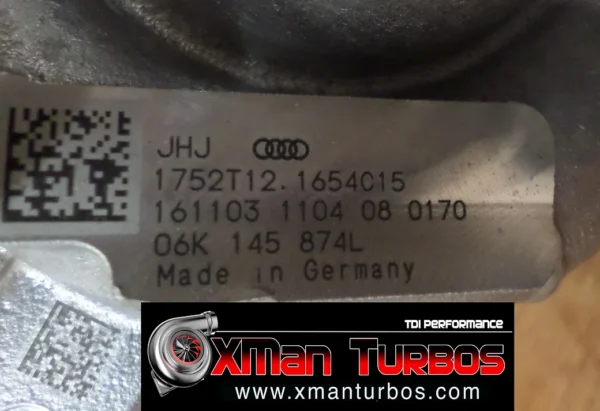 JHJ
1752T12.1654C15
161103 1104 08 0170
06K 145 874L
Made in Germany
TDI PERFORMANCE
XMAN TURBOS
www.xmanturbos.com